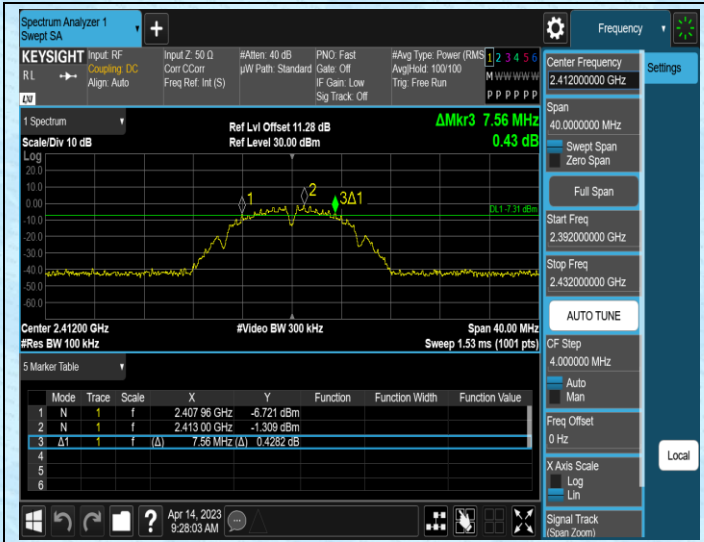 Spectrum Analyzer 1
Swept SA
Frequency
KEYSIGHT
RL
LXI
Input: RF
Coupling: DC
Align: Auto
Input Z: 50 Ω
Corr CCorr
Freq Ref: Int (S)
#Atten: 40 dB
µW Path: Standard
PNO: Fast
Gate: Off
IF Gain: Low
Sig Track: Off
#Avg Type: Power (RMS
Avg|Hold: 100/100
Trig: Free Run
1 2 3 4 5 6
M W W W W W
P P P P P P
Center Frequency
2.412000000 GHz
Settings
Span
40.0000000 MHz
Swept Span
Zero Span
Full Span
Start Freq
2.392000000 GHz
Stop Freq
2.432000000 GHz
AUTO TUNE
CF Step
4.000000 MHz
Auto
Man
Freq Offset
0 Hz
X Axis Scale
Log
Lin
Signal Track
(Span Zoom)
Local
1 Spectrum
Scale/Div 10 dB
Ref Lvl Offset 11.28 dB
Ref Level 30.00 dBm
ΔMkr3 7.56 MHz
0.43 dB
Log
20.0
10.0
0.00
-10.0
-20.0
-30.0
-40.0
-50.0
-60.0
1
2
3Δ1
DL1 -7.31 dBm
Center 2.41200 GHz
#Video BW 300 kHz
Span 40.00 MHz
#Res BW 100 kHz
Sweep 1.53 ms (1001 pts)
5 Marker Table
Mode Trace Scale X Y Function Function Width Function Value
1 N 1 f 2.407 96 GHz -6.721 dBm
2 N 1 f 2.413 00 GHz -1.309 dBm
3 Δ1 1 f (Δ) 7.56 MHz (Δ) 0.4282 dB
4
5
6
?
Apr 14, 2023
9:28:03 AM